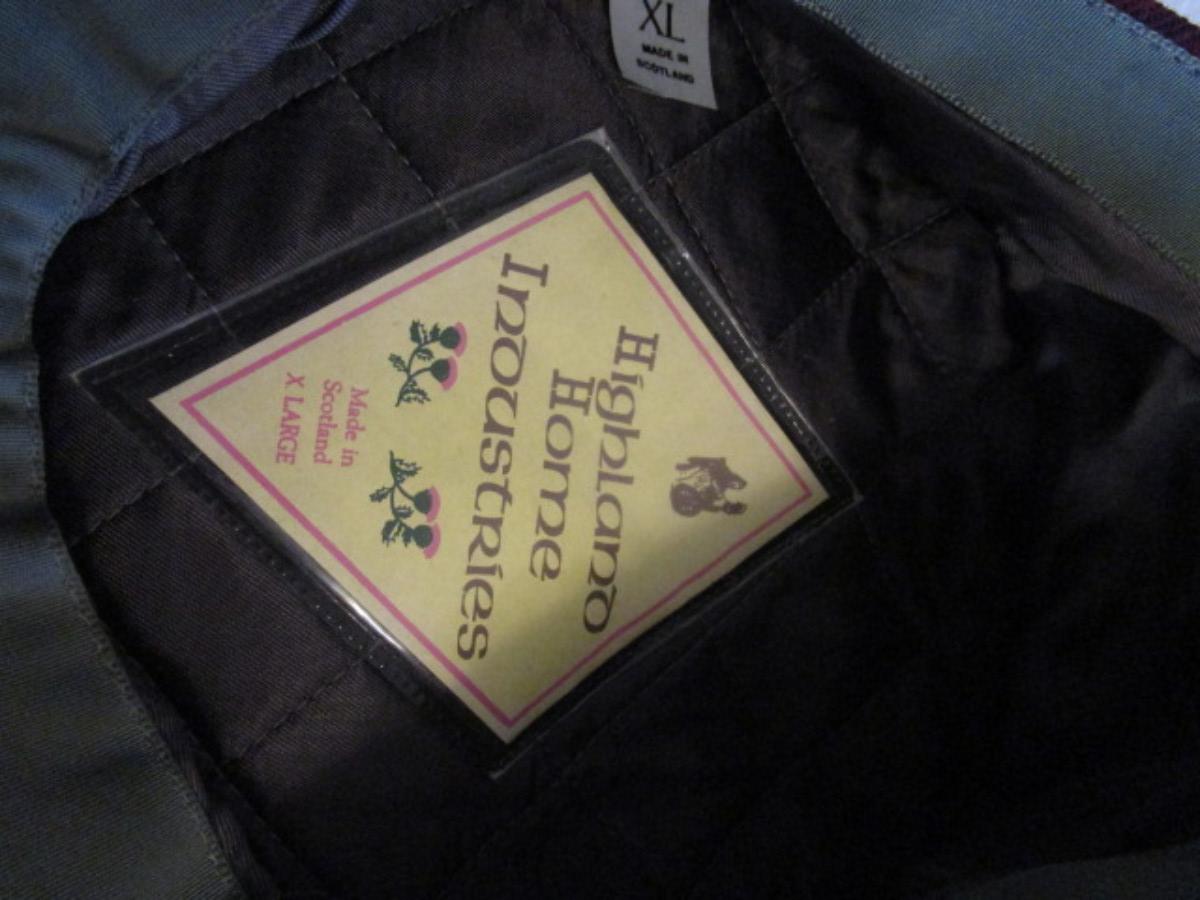 XL
MADE IN
SCOTLAND
Highland
Home
Industries
Made in
Scotland
X LARGE